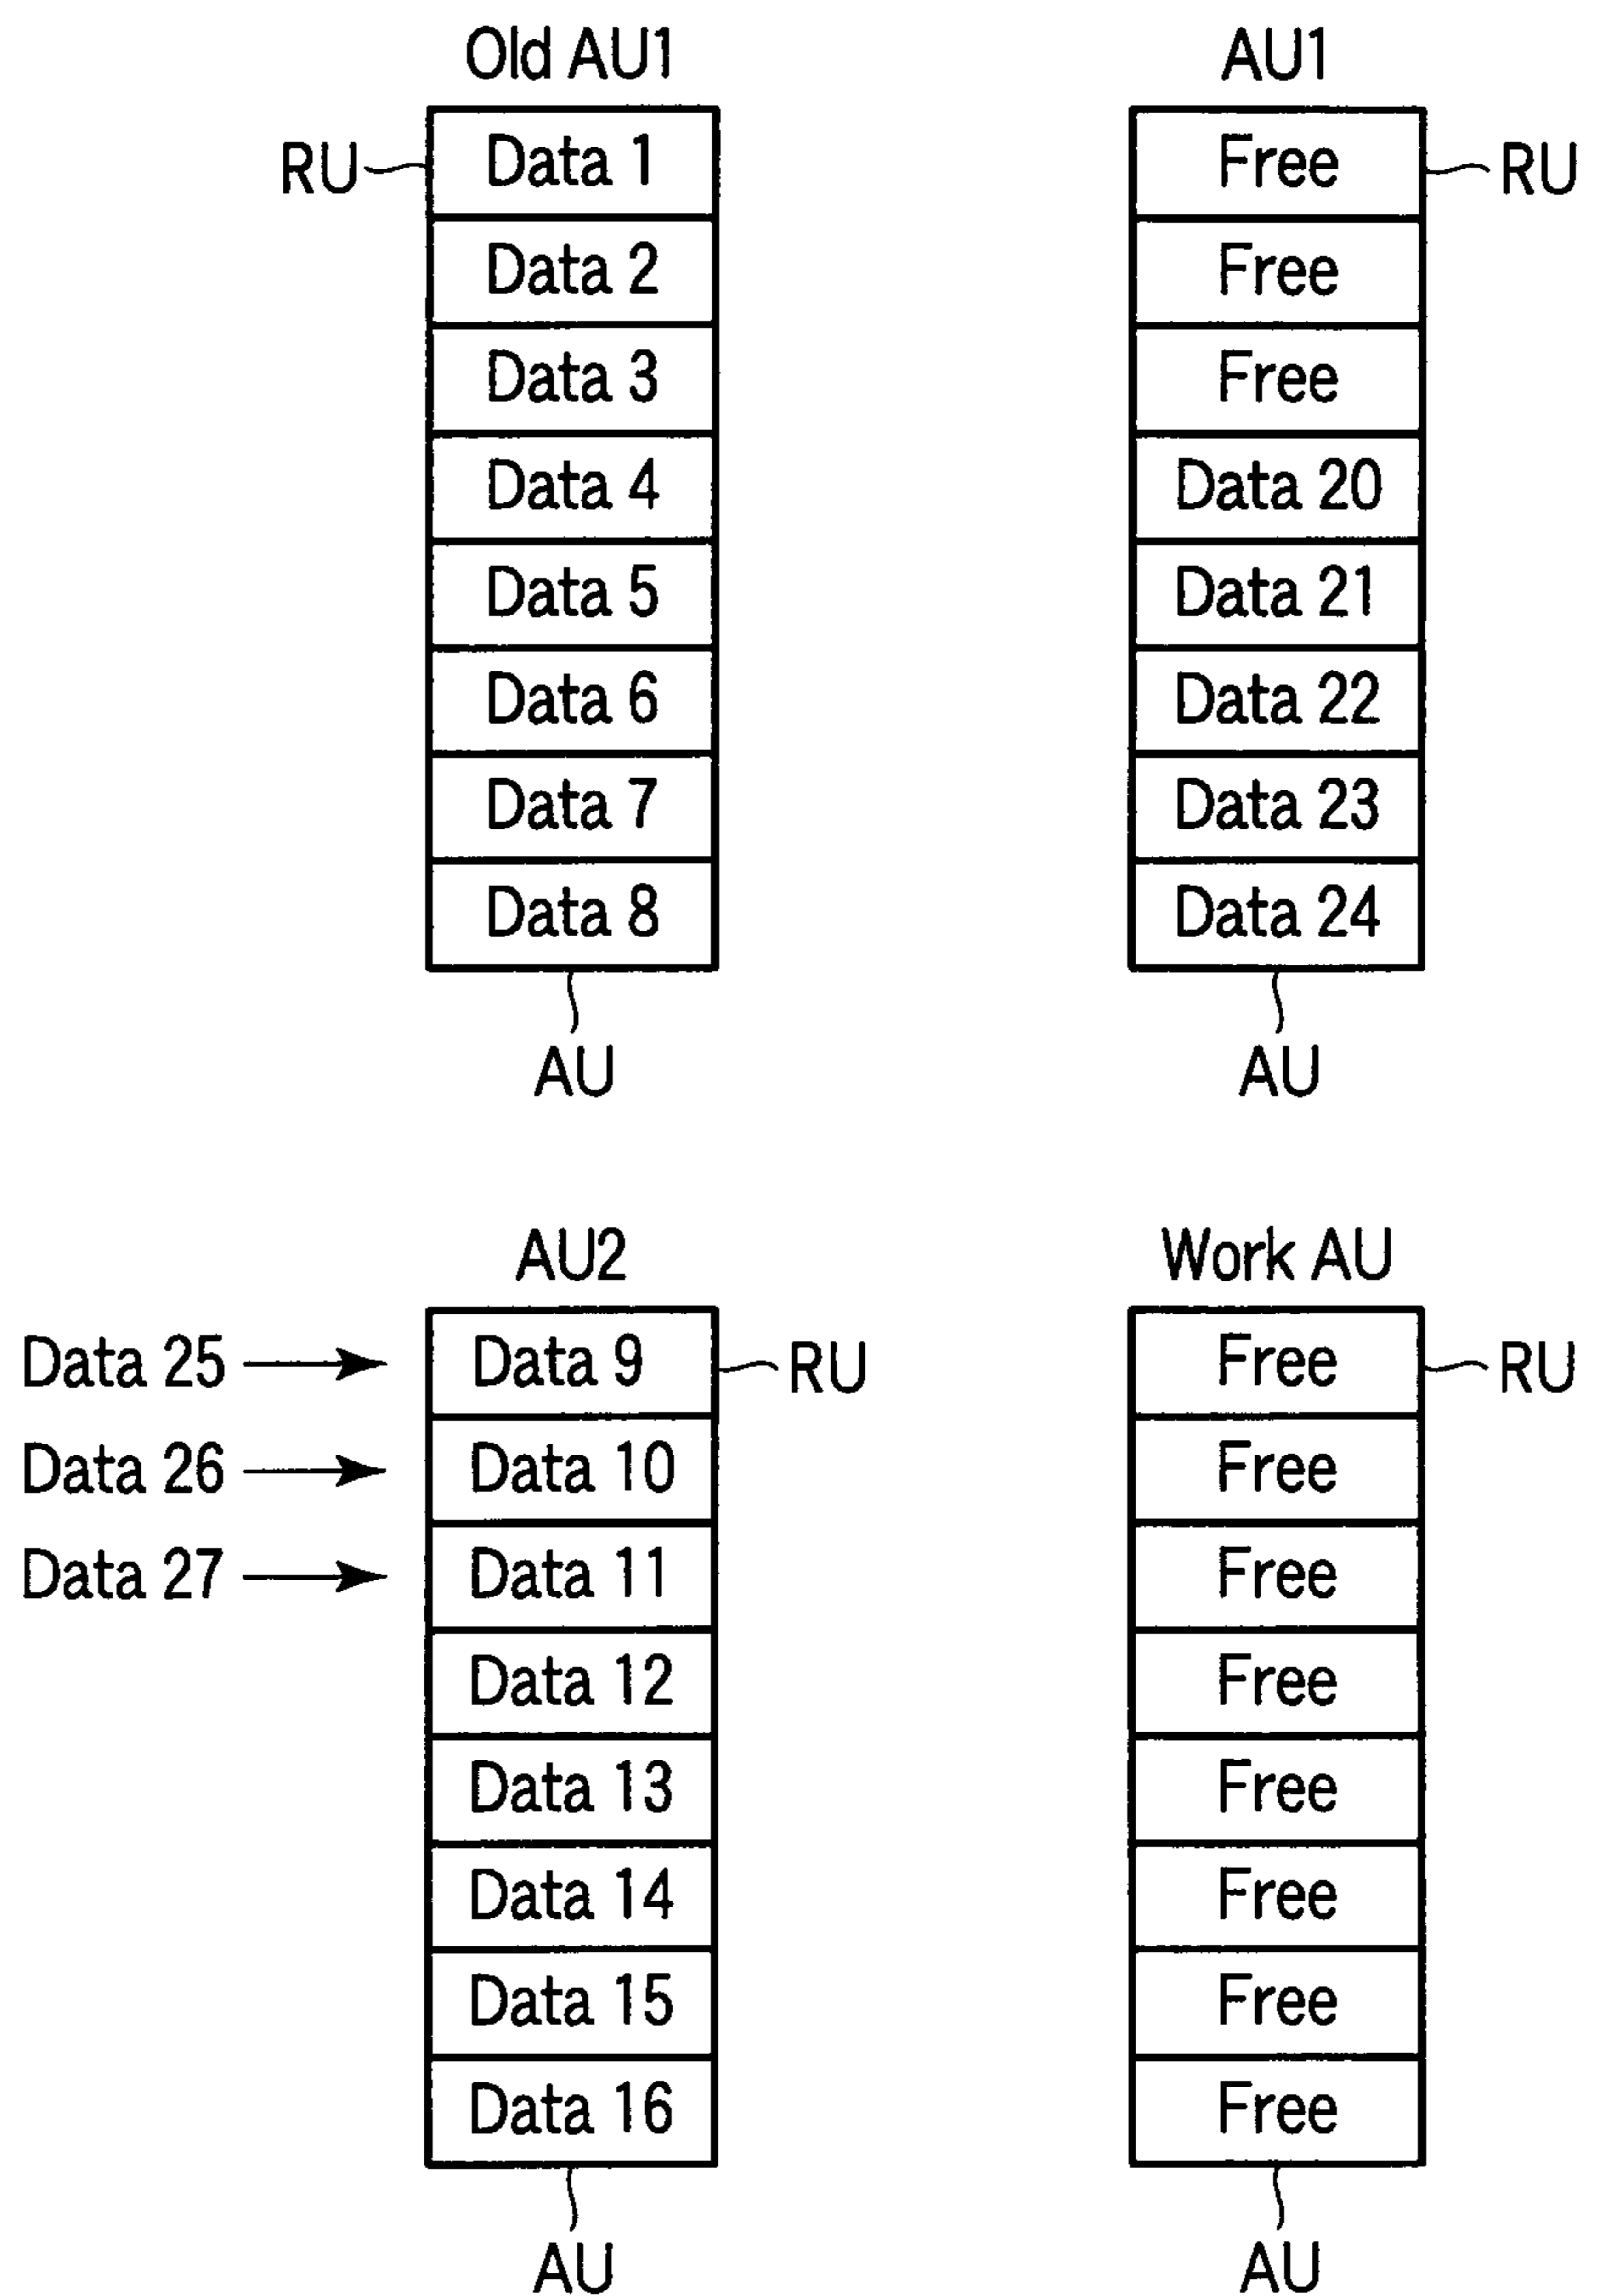 Old AU1
RU
Data 1
Data 2
Data 3
Data 4
Data 5
Data 6
Data 7
Data 8
AU
AU1
Free
RU
Free
Free
Data 20
Data 21
Data 22
Data 23
Data 24
AU
AU2
Data 25
Data 9
RU
Data 26
Data 10
Data 27
Data 11
Data 12
Data 13
Data 14
Data 15
Data 16
AU
Work AU
Free
RU
Free
Free
Free
Free
Free
Free
Free
AU